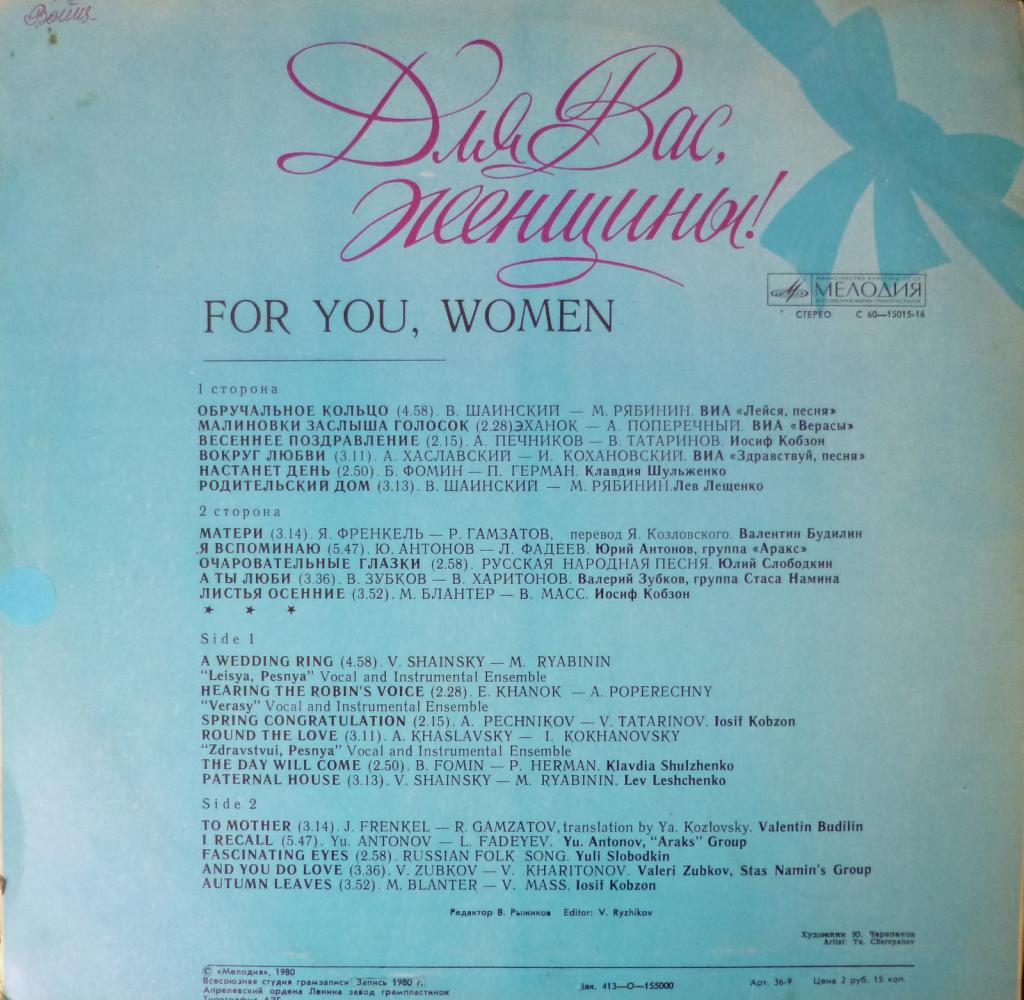 Для Вас,
женщины!
МЕЛОДИЯ
СТЕРЕО С 60—15015-16
FOR YOU, WOMEN
1 сторона
ОБРУЧАЛЬНОЕ КОЛЬЦО (4.58). В. ШАИНСКИЙ — М. РЯБИНИН. ВИА «Лейся, песня»
МАЛИНОВКИ ЗАСЛЫША ГОЛОСОК (2.28)ЭХАНОК — А. ПОПЕРЕЧНЫЙ. ВИА «Верасы»
ВЕСЕННЕЕ ПОЗДРАВЛЕНИЕ (2.15). А. ПЕЧНИКОВ — В. ТАТАРИНОВ. Иосиф Кобзон
ВОКРУГ ЛЮБВИ (3.11). А. ХАСЛАВСКИЙ — И. КОХАНОВСКИЙ. ВИА «Здравствуй, песня»
НАСТАНЕТ ДЕНЬ (2.50). Б. ФОМИН — П. ГЕРМАН. Клавдия Шульженко
РОДИТЕЛЬСКИЙ ДОМ (3.13). В. ШАИНСКИЙ — М. РЯБИНИН.Лев Лещенко
2 сторона
МАТЕРИ (3.14). Я. ФРЕНКЕЛЬ — Р. ГАМЗАТОВ, перевод Я. Козловского. Валентин Будилин
Я ВСПОМИНАЮ (5.47). Ю. АНТОНОВ — Л. ФАДЕЕВ. Юрий Антонов, группа «Аракс»
ОЧАРОВАТЕЛЬНЫЕ ГЛАЗКИ (2.58). РУССКАЯ НАРОДНАЯ ПЕСНЯ. Юлий Слободкин
А ТЫ ЛЮБИ (3.36). В. ЗУБКОВ — В. ХАРИТОНОВ. Валерий Зубков, группа Стаса Намина
ЛИСТЬЯ ОСЕННИЕ (3.52). М. БЛАНТЕР — В. МАСС. Иосиф Кобзон
★ ★ ★
Side 1
A WEDDING RING (4.58). V. SHAINSKY — M. RYABININ
"Leisya, Pesnya" Vocal and Instrumental Ensemble
HEARING THE ROBIN'S VOICE (2.28). E. KHANOK — A. POPERECHNY
"Verasy" Vocal and Instrumental Ensemble
SPRING CONGRATULATION (2.15). A. PECHNIKOV — V. TATARINOV. Iosif Kobzon
ROUND THE LOVE (3.11). A. KHASLAVSKY — I. KOKHANOVSKY
"Zdravstvui, Pesnya" Vocal and Instrumental Ensemble
THE DAY WILL COME (2.50). B. FOMIN — P. HERMAN. Klavdia Shulzhenko
PATERNAL HOUSE (3.13). V. SHAINSKY — M. RYABININ. Lev Leshchenko
Side 2
TO MOTHER (3.14). J. FRENKEL — R. GAMZATOV, translation by Ya. Kozlovsky. Valentin Budilin
I RECALL (5.47). Yu. ANTONOV — L. FADEYEV. Yu. Antonov, "Araks" Group
FASCINATING EYES (2.58). RUSSIAN FOLK SONG. Yuli Slobodkin
AND YOU DO LOVE (3.36). V. ZUBKOV — V. KHARITONOV. Valeri Zubkov, Stas Namin's Group
AUTUMN LEAVES (3.52). M. BLANTER — V. MASS. Iosif Kobzon
Редактор В. Рыжиков Editor: V. Ryzhikov
Художник Ю. Черепанов
Artist: Yu. Cherepanov
© «Мелодия», 1980
Всесоюзная студия грамзаписи Запись 1980 г.
Апрелевский ордена Ленина завод грампластинок
Зак. 413—О—155000 Арт. 36-9. Цена 2 руб. 15 коп.